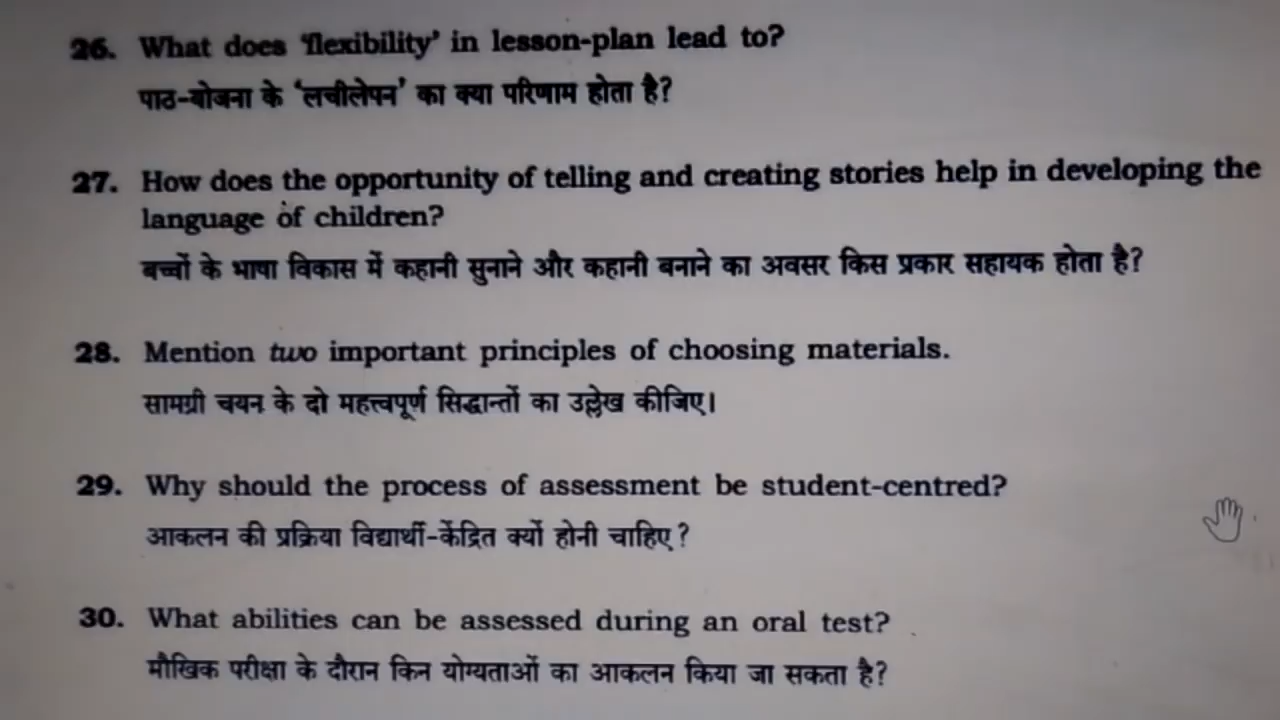 26. What does 'flexibility' in lesson-plan lead to?
पाठ-योजना के 'लचीलेपन' का क्या परिणाम होता है?
27. How does the opportunity of telling and creating stories help in developing the
language of children?
बच्चों के भाषा विकास में कहानी सुनाने और कहानी बनाने का अवसर किस प्रकार सहायक होता है?
28. Mention two important principles of choosing materials.
सामग्री चयन के दो महत्त्वपूर्ण सिद्धान्तों का उल्लेख कीजिए।
29. Why should the process of assessment be student-centred?
आकलन की प्रक्रिया विद्यार्थी-केंद्रित क्यों होनी चाहिए?
30. What abilities can be assessed during an oral test?
मौखिक परीक्षा के दौरान किन योग्यताओं का आकलन किया जा सकता है?